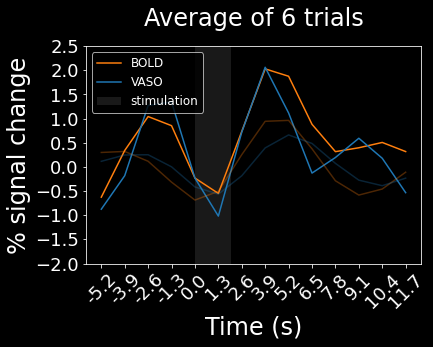 Average of 6 trials
% signal change
2.5
2.0
1.5
1.0
0.5
0.0
-0.5
-1.0
-1.5
-2.0
BOLD
VASO
stimulation
-5.2 -3.9 -2.6 -1.3 0.0 1.3 2.6 3.9 5.2 6.5 7.8 9.1 10.4 11.7
Time (s)